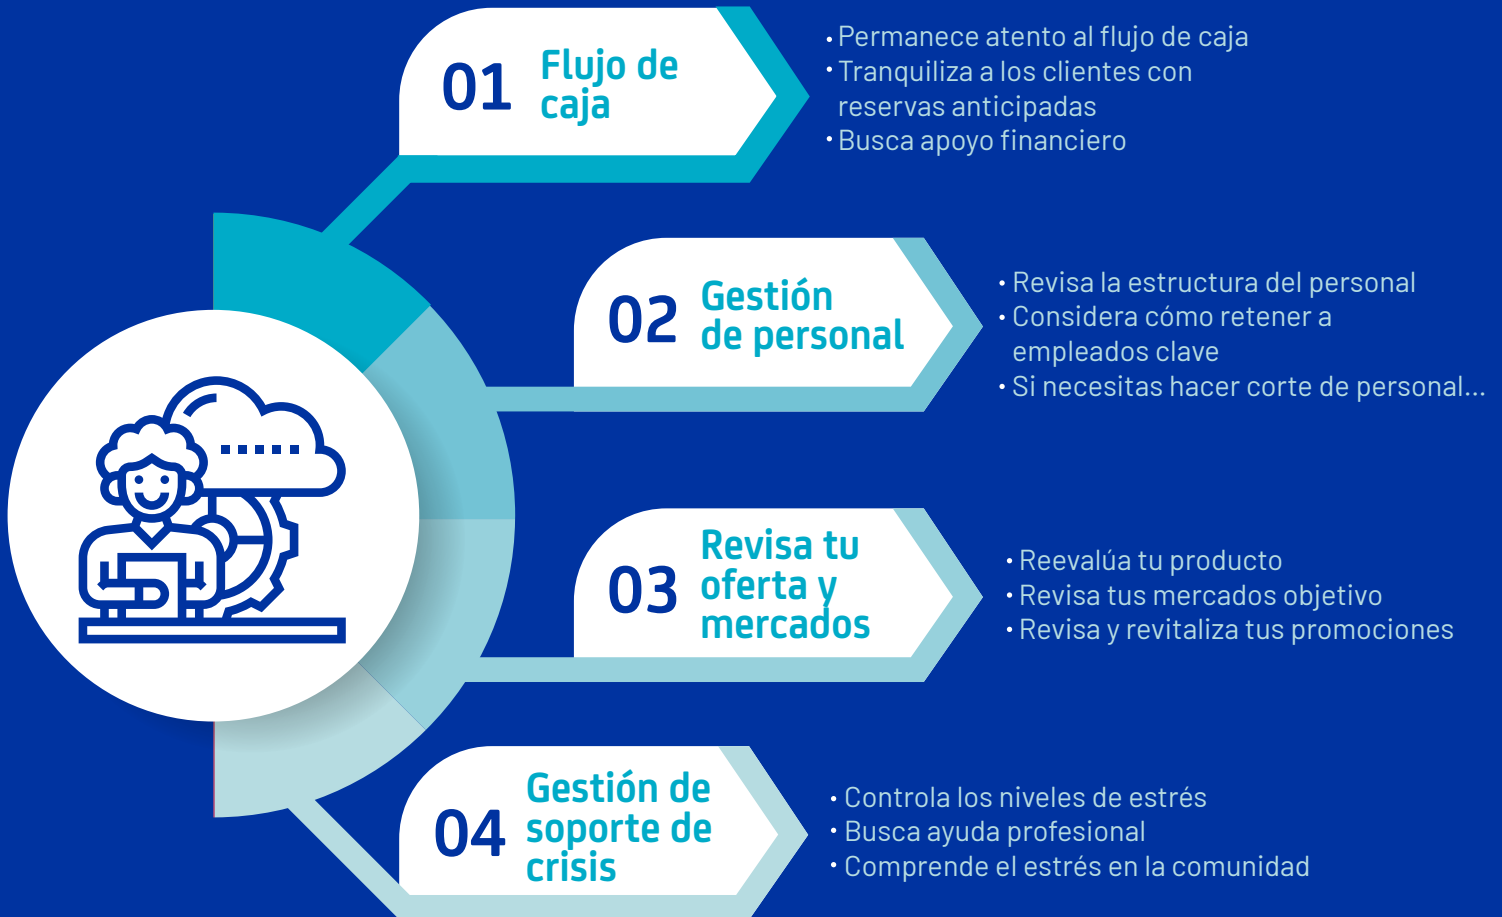 01
Flujo de
caja
• Permanece atento al flujo de caja
• Tranquiliza a los clientes con
reservas anticipadas
• Busca apoyo financiero
02
Gestión
de personal
• Revisa la estructura del personal
• Considera cómo retener a
empleados clave
• Si necesitas hacer corte de personal...
03
Revisa tu
oferta y
mercados
• Reevalúa tu producto
• Revisa tus mercados objetivo
• Revisa y revitaliza tus promociones
04
Gestión de
soporte de
crisis
• Controla los niveles de estrés
• Busca ayuda profesional
• Comprende el estrés en la comunidad